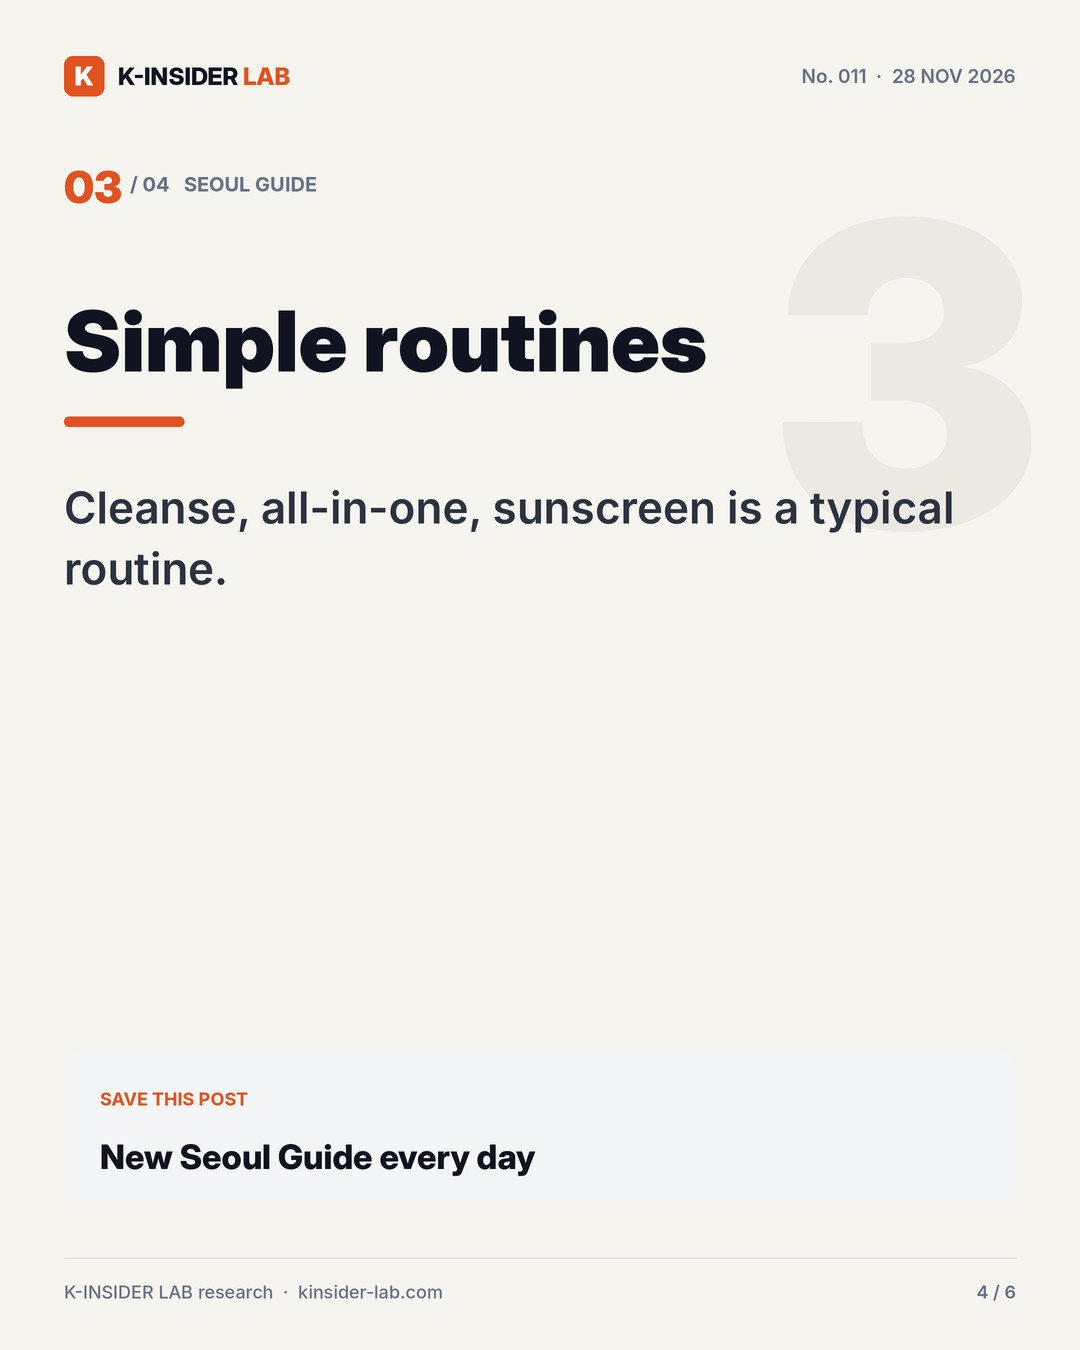 K K-INSIDER LAB
No. 011 · 28 NOV 2026
03 / 04 SEOUL GUIDE
3
Simple routines
Cleanse, all-in-one, sunscreen is a typical
routine.
SAVE THIS POST
New Seoul Guide every day
K-INSIDER LAB research · kinsider-lab.com
4 / 6